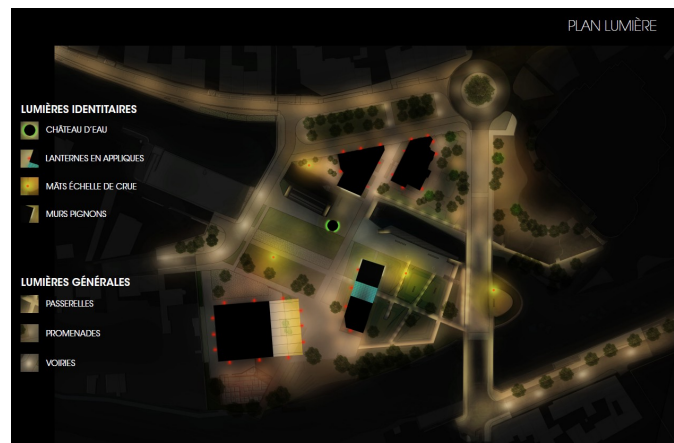 PLAN LUMIÈRE
LUMIÈRES IDENTITAIRES
CHÂTEAU D'EAU
LANTERNES EN APPLIQUES
MÂTS ÉCHELLE DE CRUE
MURS PIGNONS
LUMIÈRES GÉNÉRALES
PASSERELLES
PROMENADES
VOIRIES